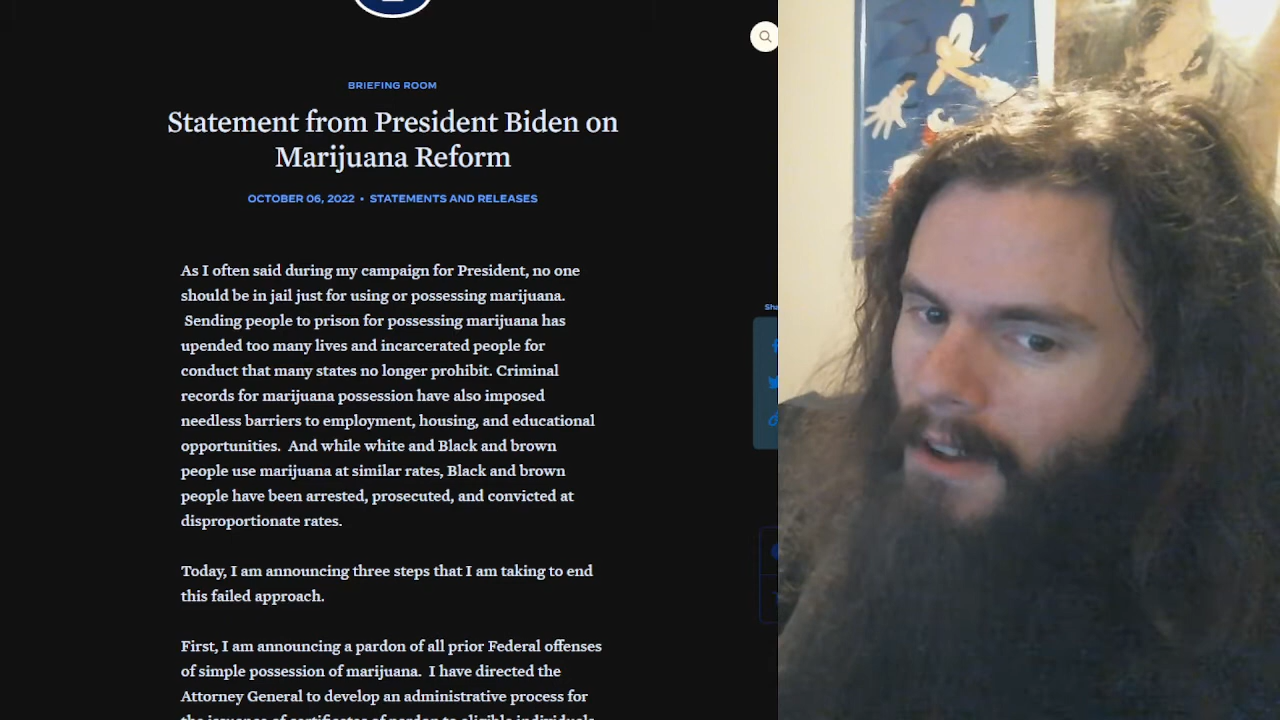 BRIEFING ROOM
Statement from President Biden on
Marijuana Reform
OCTOBER 06, 2022 • STATEMENTS AND RELEASES
As I often said during my campaign for President, no one
should be in jail just for using or possessing marijuana.
Sending people to prison for possessing marijuana has
upended too many lives and incarcerated people for
conduct that many states no longer prohibit. Criminal
records for marijuana possession have also imposed
needless barriers to employment, housing, and educational
opportunities.  And while white and Black and brown
people use marijuana at similar rates, Black and brown
people have been arrested, prosecuted, and convicted at
disproportionate rates.
Today, I am announcing three steps that I am taking to end
this failed approach.
First, I am announcing a pardon of all prior Federal offenses
of simple possession of marijuana.  I have directed the
Attorney General to develop an administrative process for
the issuance of certificates of pardon to eligible individuals